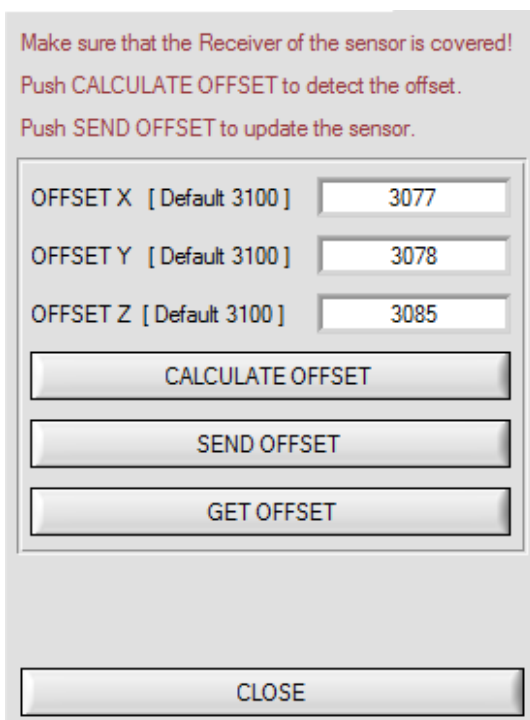 Make sure that the Receiver of the sensor is covered!
Push CALCULATE OFFSET to detect the offset.
Push SEND OFFSET to update the sensor.
OFFSET X [ Default 3100 ] 3077
OFFSET Y [ Default 3100 ] 3078
OFFSET Z [ Default 3100 ] 3085
CALCULATE OFFSET
SEND OFFSET
GET OFFSET
CLOSE